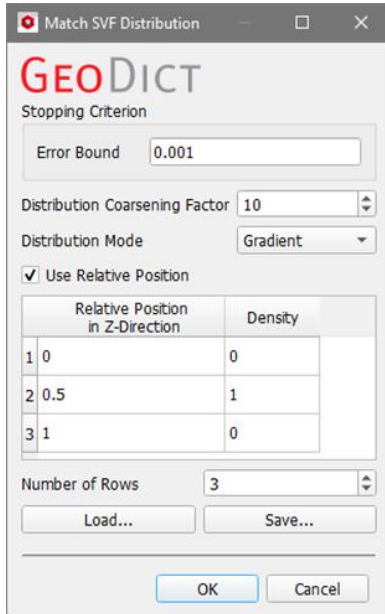 Match SVF Distribution
GEODICT
Stopping Criterion
Error Bound 0.001
Distribution Coarsening Factor 10
Distribution Mode Gradient
Use Relative Position
Relative Position
in Z-Direction Density
1 0 0
2 0.5 1
3 1 0
Number of Rows 3
Load... Save...
OK Cancel